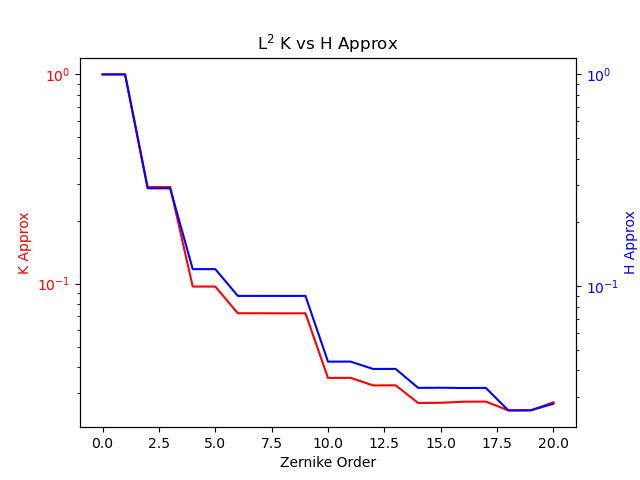 L² K vs H Approx
10⁰
10⁻¹
K Approx
10⁰
10⁻¹
H Approx
0.0 2.5 5.0 7.5 10.0 12.5 15.0 17.5 20.0
Zernike Order